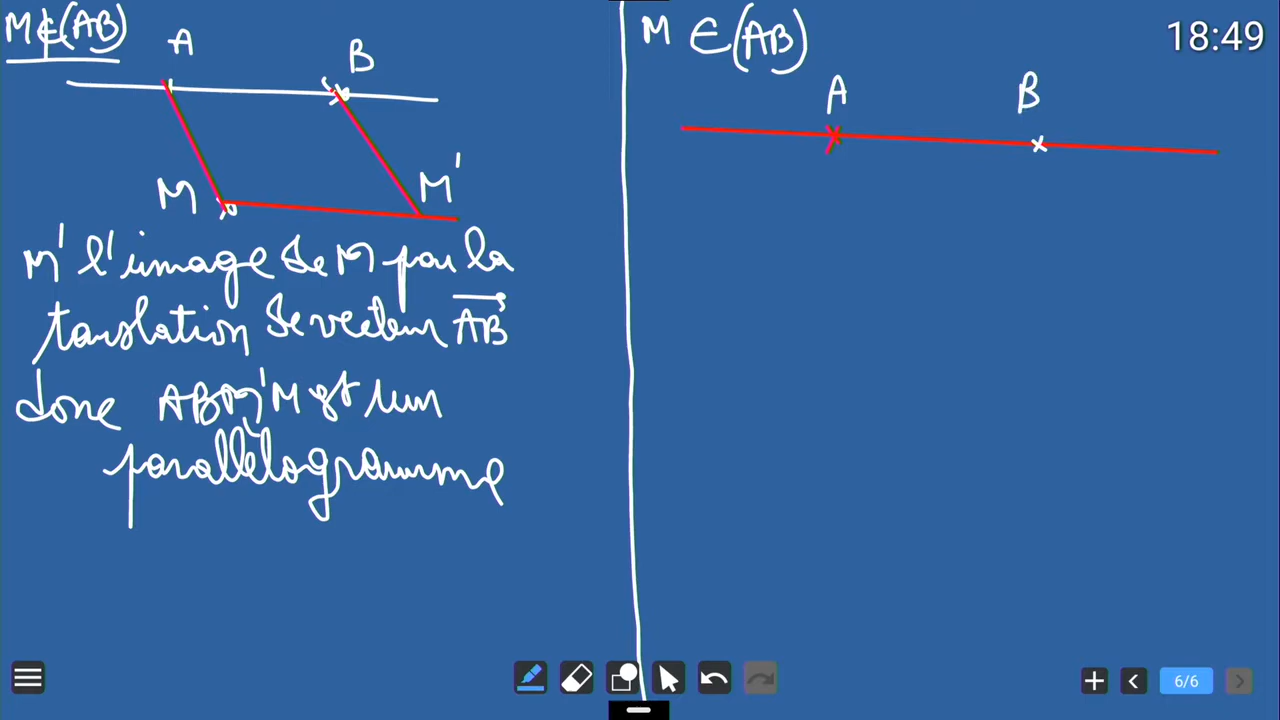 M ∉ (AB)
A
B
M
M'
M' l'image de M par la
translation de vecteur AB
donc ABM'M est un
parallélogramme
M ∈ (AB)
A
B
18:49
6/6